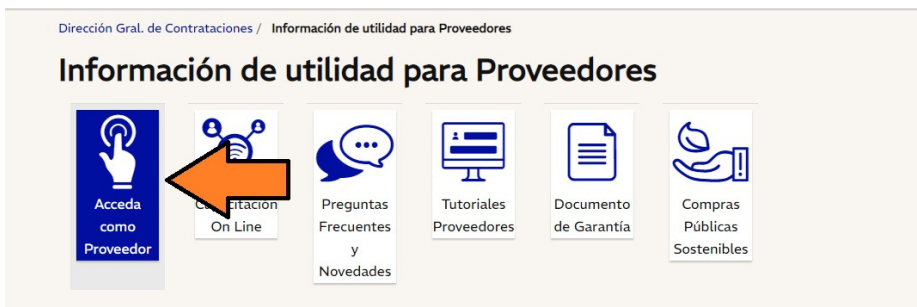 Dirección Gral. de Contrataciones / Información de utilidad para Proveedores
Información de utilidad para Proveedores
Acceda
como
Proveedor
Capacitación
On Line
Preguntas
Frecuentes
y
Novedades
Tutoriales
Proveedores
Documento
de Garantía
Compras
Públicas
Sostenibles